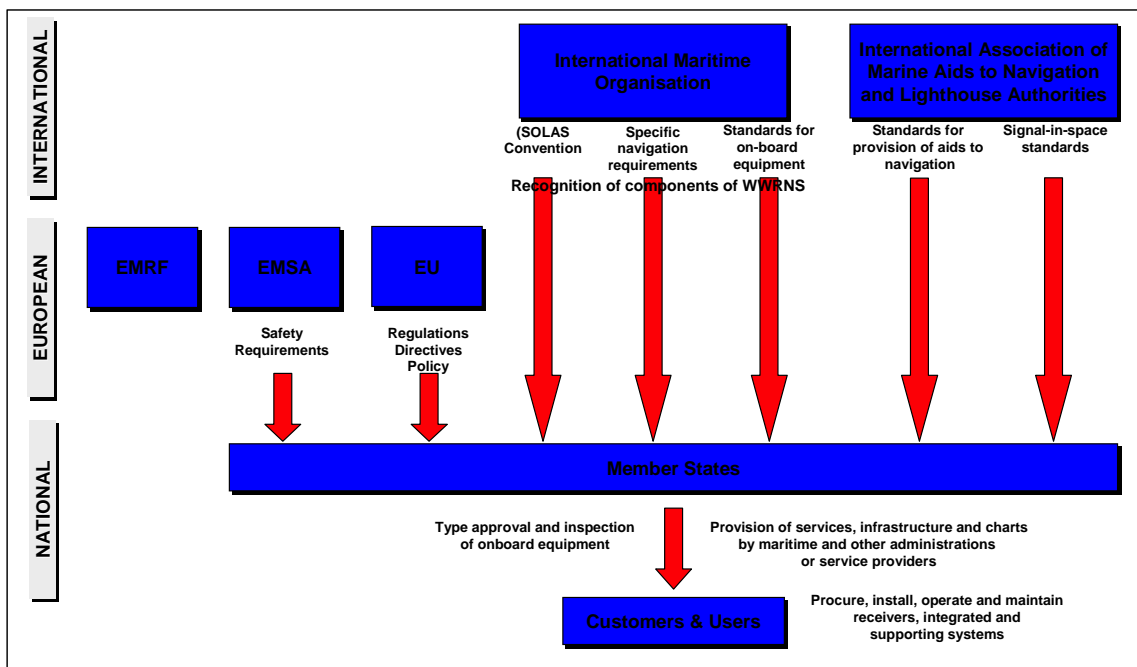 INTERNATIONAL
International Maritime
Organisation
International Association of
Marine Aids to Navigation
and Lighthouse Authorities
(SOLAS
Convention
Specific
navigation
requirements
Standards for
on-board
equipment
Recognition of components of WWRNS
Standards for
provision of aids to
navigation
Signal-in-space
standards
EUROPEAN
EMRF
EMSA
EU
Safety
Requirements
Regulations
Directives
Policy
NATIONAL
Member States
Type approval and inspection
of onboard equipment
Provision of services, infrastructure and charts
by maritime and other administrations
or service providers
Customers & Users
Procure, install, operate and maintain
receivers, integrated and
supporting systems